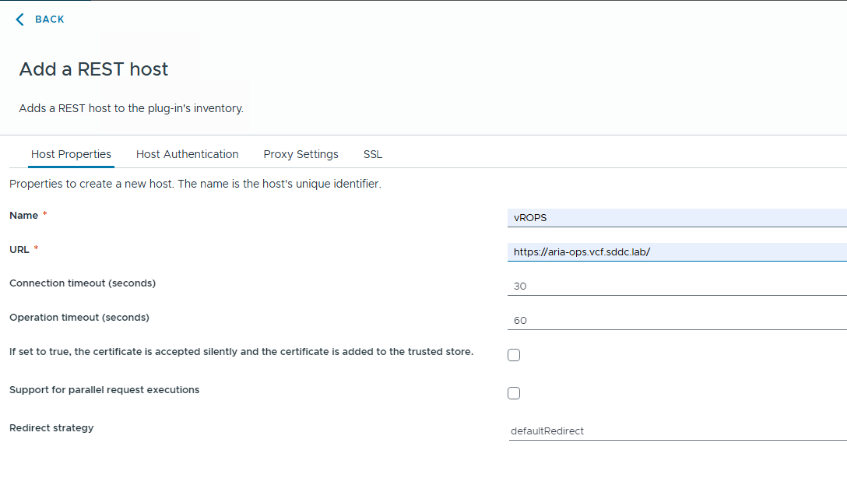 BACK
Add a REST host
Adds a REST host to the plug-in's inventory.
Host Properties Host Authentication Proxy Settings SSL
Properties to create a new host. The name is the host's unique identifier.
Name * vROPS
URL * https://aria-ops.vcf.sddc.lab/
Connection timeout (seconds) 30
Operation timeout (seconds) 60
If set to true, the certificate is accepted silently and the certificate is added to the trusted store.
Support for parallel request executions
Redirect strategy defaultRedirect